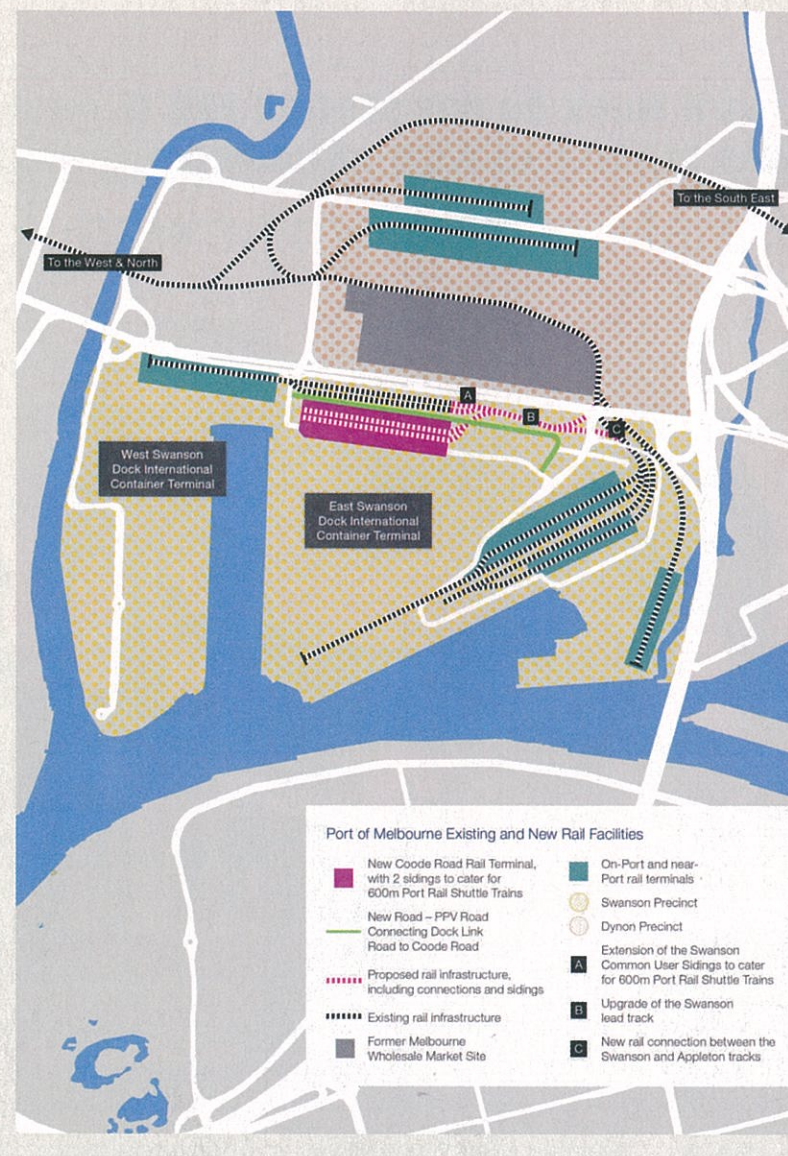 To the South East
To the West & North
A
B
C
West Swanson
Dock International
Container Terminal
East Swanson
Dock International
Container Terminal
Port of Melbourne Existing and New Rail Facilities
New Coode Road Rail Terminal,
with 2 sidings to cater for
600m Port Rail Shuttle Trains
New Road – PPV Road
Connecting Dock Link
Road to Coode Road
Proposed rail infrastructure,
including connections and sidings
Existing rail infrastructure
Former Melbourne
Wholesale Market Site
On-Port and near-
Port rail terminals
Swanson Precinct
Dynon Precinct
A
Extension of the Swanson
Common User Sidings to cater
for 600m Port Rail Shuttle Trains
B
Upgrade of the Swanson
lead track
C
New rail connection between the
Swanson and Appleton tracks